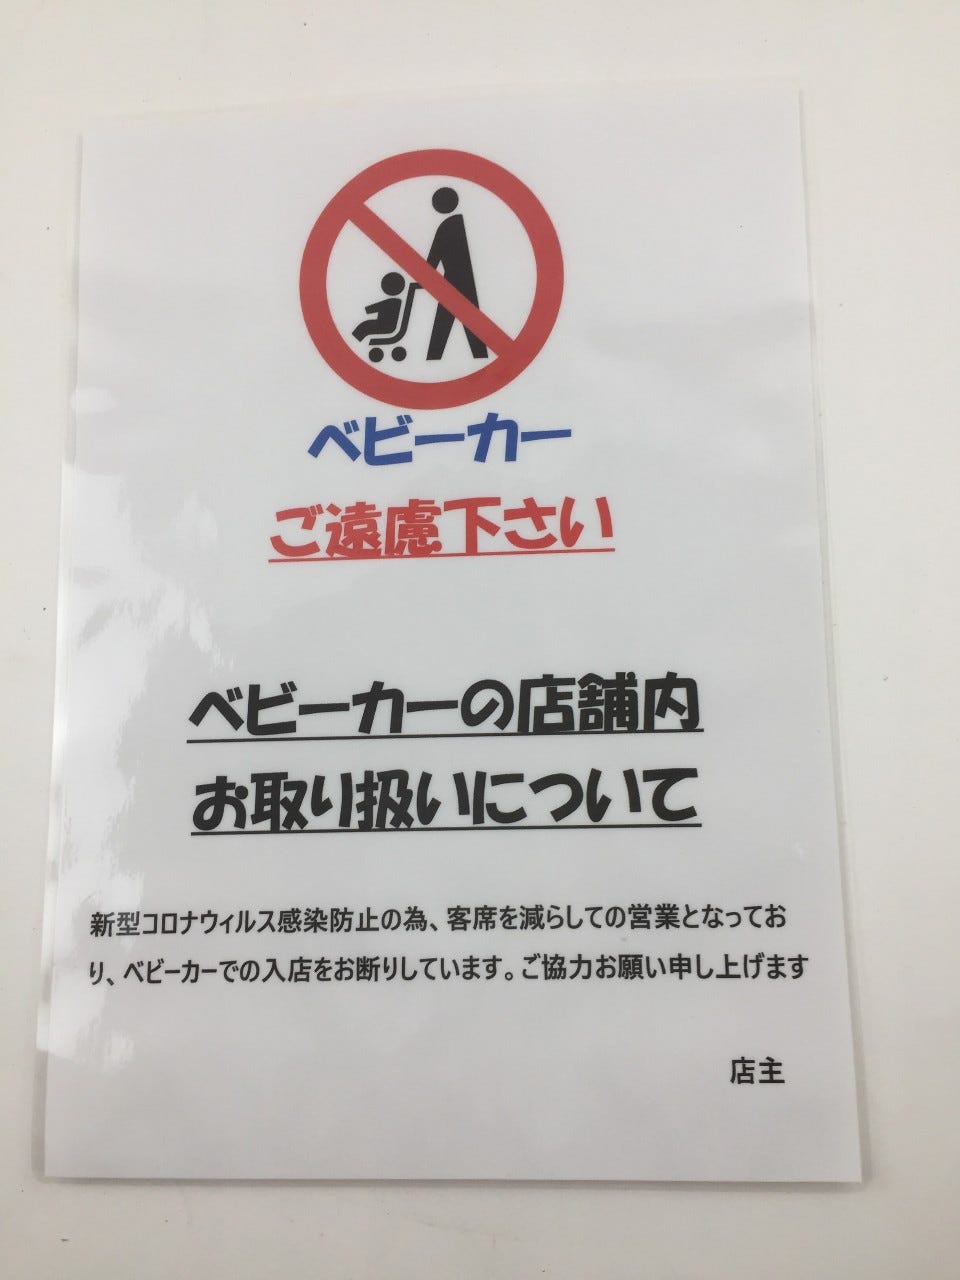 ベビーカー
ご遠慮下さい
ベビーカーの店舗内
お取り扱いについて
新型コロナウィルス感染防止の為、客席を減らしての営業となってお
り、ベビーカーでの入店をお断りしています。ご協力お願い申し上げます
店主